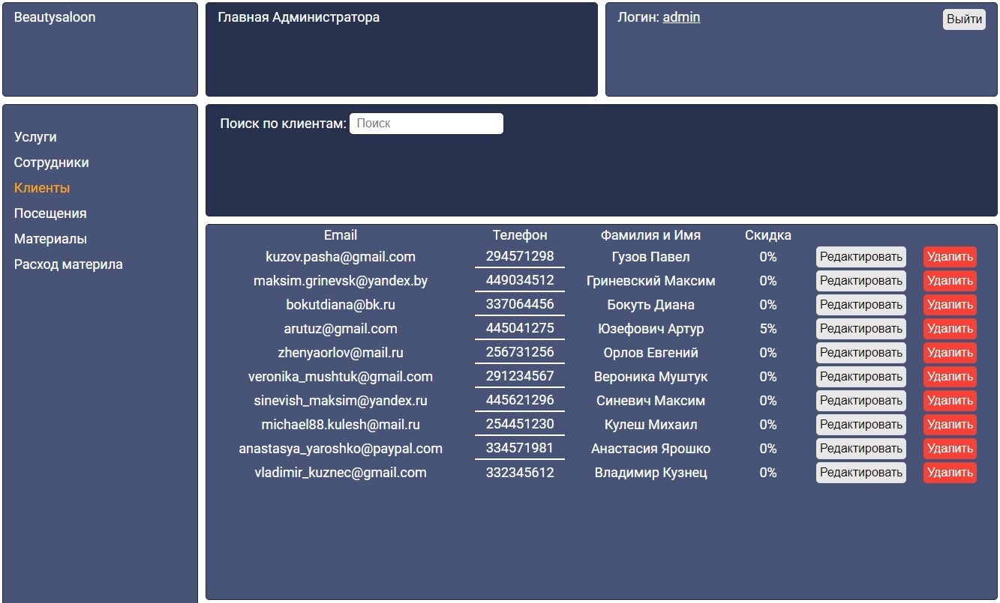 Beautysaloon
Главная Администратора
Логин: admin
Выйти
Услуги
Сотрудники
Клиенты
Посещения
Материалы
Расход материла
Поиск по клиентам: Поиск
Email Телефон Фамилия и Имя Скидка
kuzov.pasha@gmail.com 294571298 Гузов Павел 0% Редактировать Удалить
maksim.grinevsk@yandex.by 449034512 Гриневский Максим 0% Редактировать Удалить
bokutdiana@bk.ru 337064456 Бокуть Диана 0% Редактировать Удалить
arutuz@gmail.com 445041275 Юзефович Артур 5% Редактировать Удалить
zhenyaorlov@mail.ru 256731256 Орлов Евгений 0% Редактировать Удалить
veronika_mushtuk@gmail.com 291234567 Вероника Муштук 0% Редактировать Удалить
sinevish_maksim@yandex.ru 445621296 Синевич Максим 0% Редактировать Удалить
michael88.kulesh@mail.ru 254451230 Кулеш Михаил 0% Редактировать Удалить
anastasya_yaroshko@paypal.com 334571981 Анастасия Ярошко 0% Редактировать Удалить
vladimir_kuznec@gmail.com 332345612 Владимир Кузнец 0% Редактировать Удалить